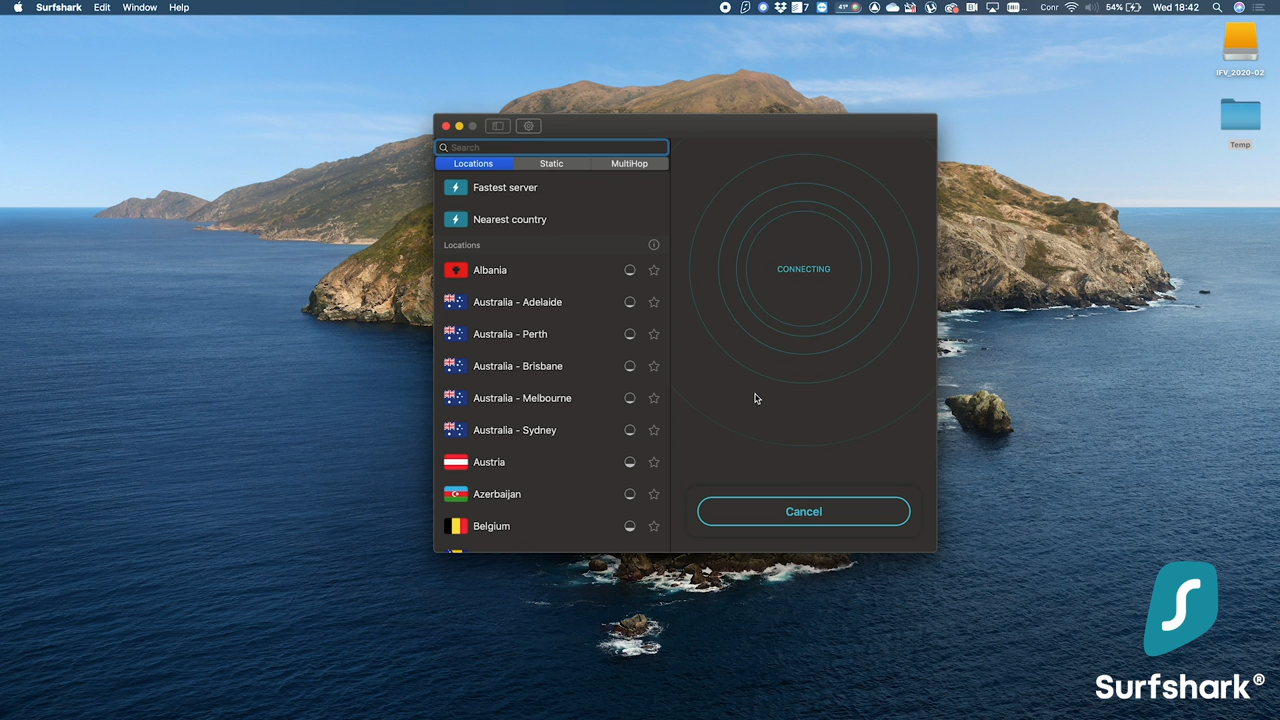 Surfshark Edit Window Help
7 41° Conr 54% Wed 18:42
IFV_2020-02
Temp
Search
Locations Static MultiHop
Fastest server
Nearest country
Locations
Albania
Australia - Adelaide
Australia - Perth
Australia - Brisbane
Australia - Melbourne
Australia - Sydney
Austria
Azerbaijan
Belgium
CONNECTING
Cancel
Surfshark®